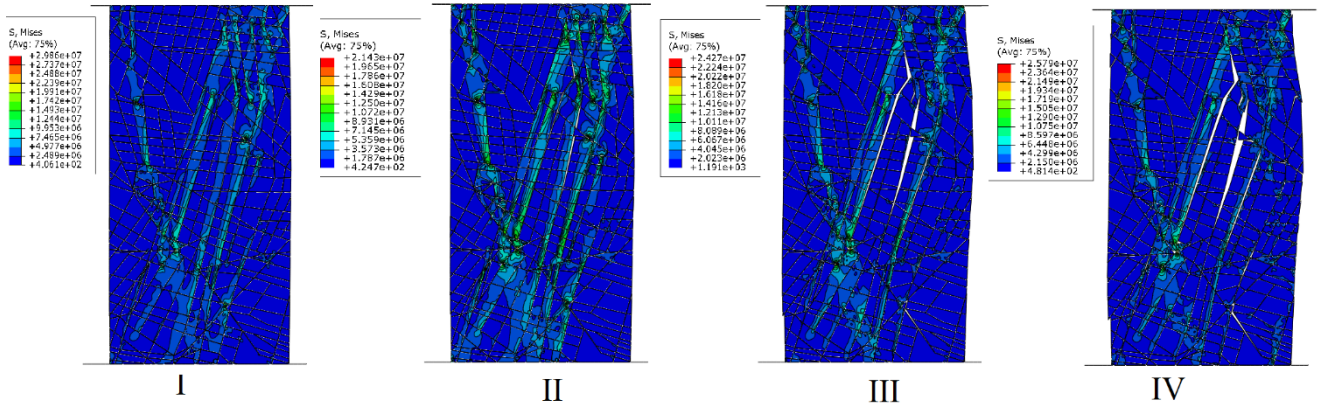 S, Mises
(Avg: 75%)
+2.986e+07
+2.737e+07
+2.488e+07
+2.239e+07
+1.991e+07
+1.742e+07
+1.493e+07
+1.244e+07
+9.953e+06
+7.465e+06
+4.977e+06
+2.489e+06
+4.061e+02
I
S, Mises
(Avg: 75%)
+2.143e+07
+1.965e+07
+1.786e+07
+1.608e+07
+1.429e+07
+1.250e+07
+1.072e+07
+8.931e+06
+7.145e+06
+5.359e+06
+3.573e+06
+1.787e+06
+4.247e+02
II
S, Mises
(Avg: 75%)
+2.427e+07
+2.224e+07
+2.022e+07
+1.820e+07
+1.618e+07
+1.416e+07
+1.213e+07
+1.011e+07
+8.089e+06
+6.067e+06
+4.045e+06
+2.023e+06
+1.191e+03
III
S, Mises
(Avg: 75%)
+2.579e+07
+2.364e+07
+2.149e+07
+1.934e+07
+1.719e+07
+1.505e+07
+1.290e+07
+1.075e+07
+8.597e+06
+6.448e+06
+4.299e+06
+2.150e+06
+4.814e+02
IV